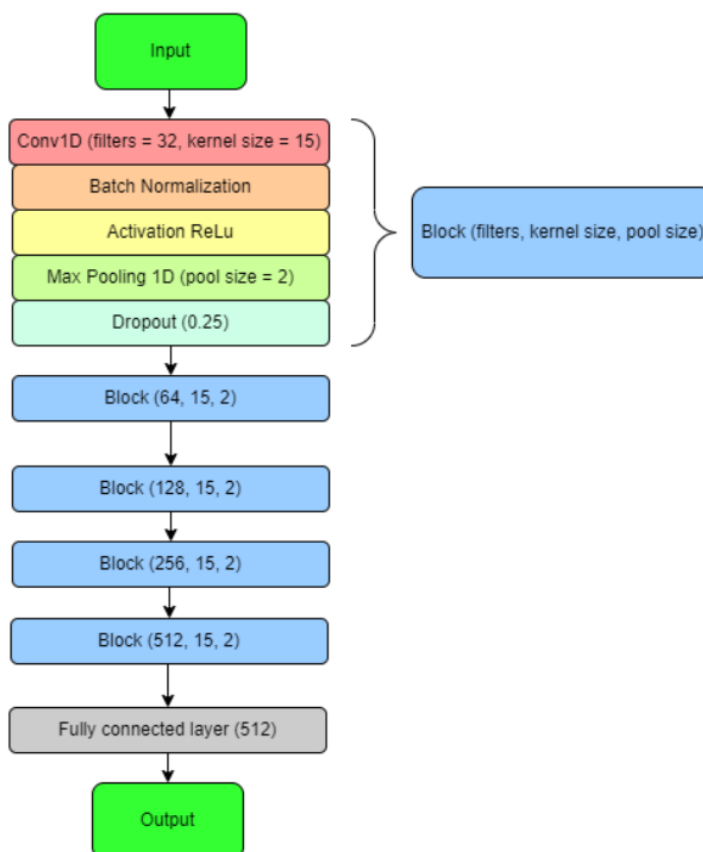 Input
Conv1D (filters = 32, kernel size = 15)
Batch Normalization
Activation ReLu
Max Pooling 1D (pool size = 2)
Dropout (0.25)
Block (filters, kernel size, pool size)
Block (64, 15, 2)
Block (128, 15, 2)
Block (256, 15, 2)
Block (512, 15, 2)
Fully connected layer (512)
Output